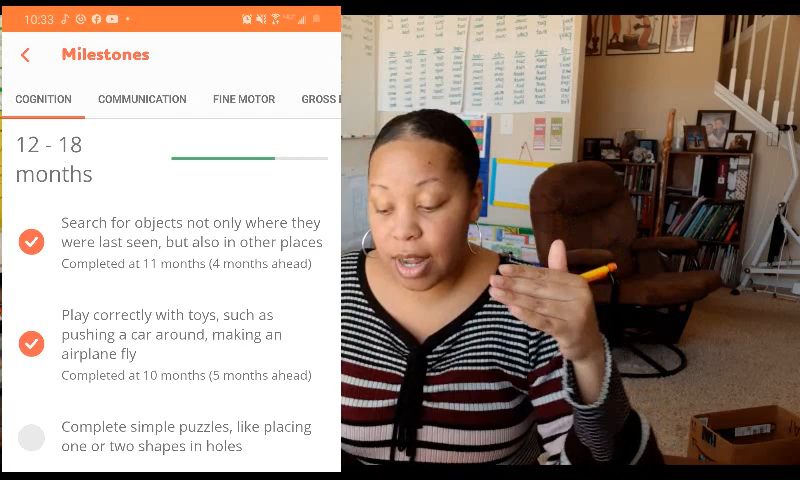 10:33
Milestones
COGNITION COMMUNICATION FINE MOTOR GROSS
12 - 18
months
Search for objects not only where they
were last seen, but also in other places
Completed at 11 months (4 months ahead)
Play correctly with toys, such as
pushing a car around, making an
airplane fly
Completed at 10 months (5 months ahead)
Complete simple puzzles, like placing
one or two shapes in holes